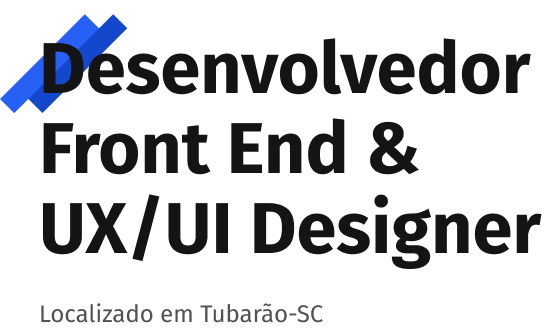 Desenvolvedor
Front End &
UX/UI Designer
Localizado em Tubarão-SC